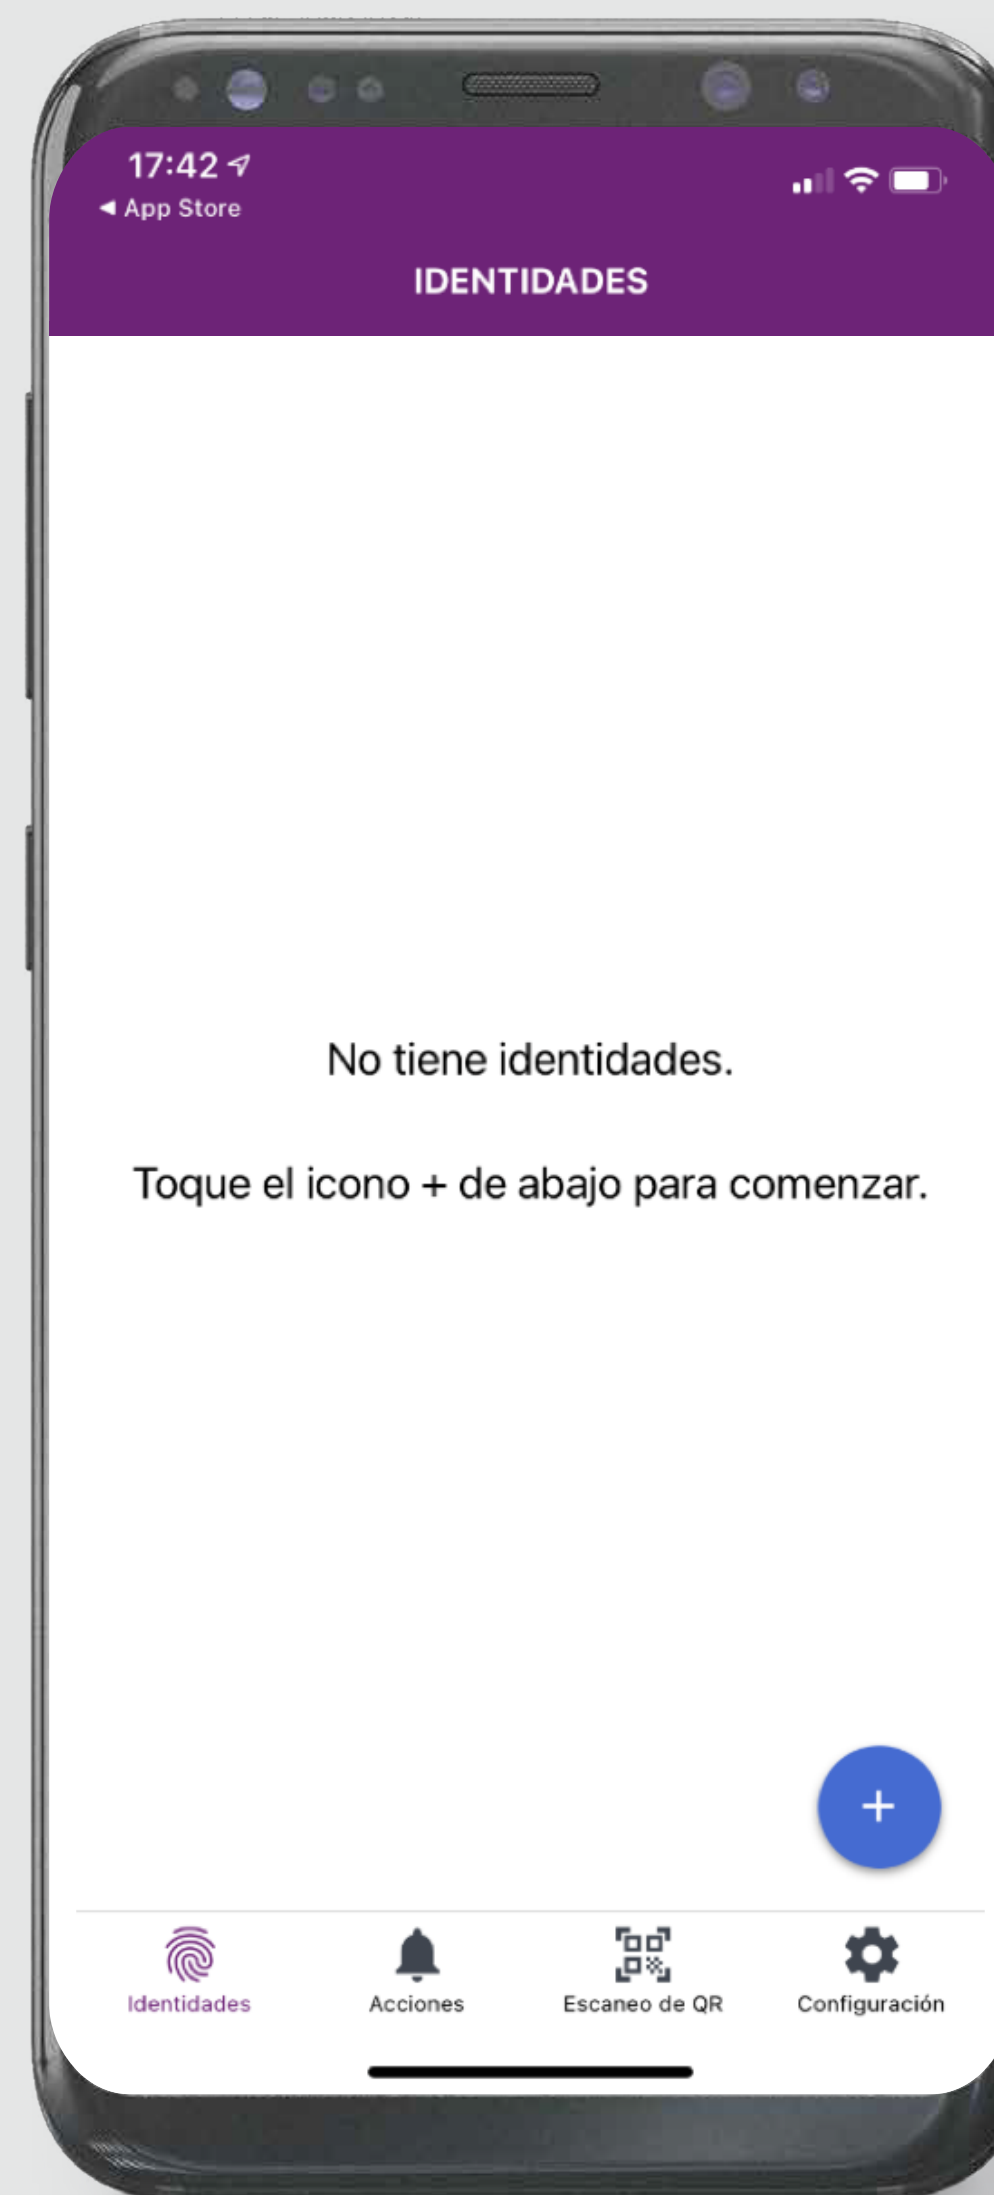 17:42
◀ App Store
IDENTIDADES
No tiene identidades.
Toque el icono + de abajo para comenzar.
+
Identidades
Acciones
Escaneo de QR
Configuración